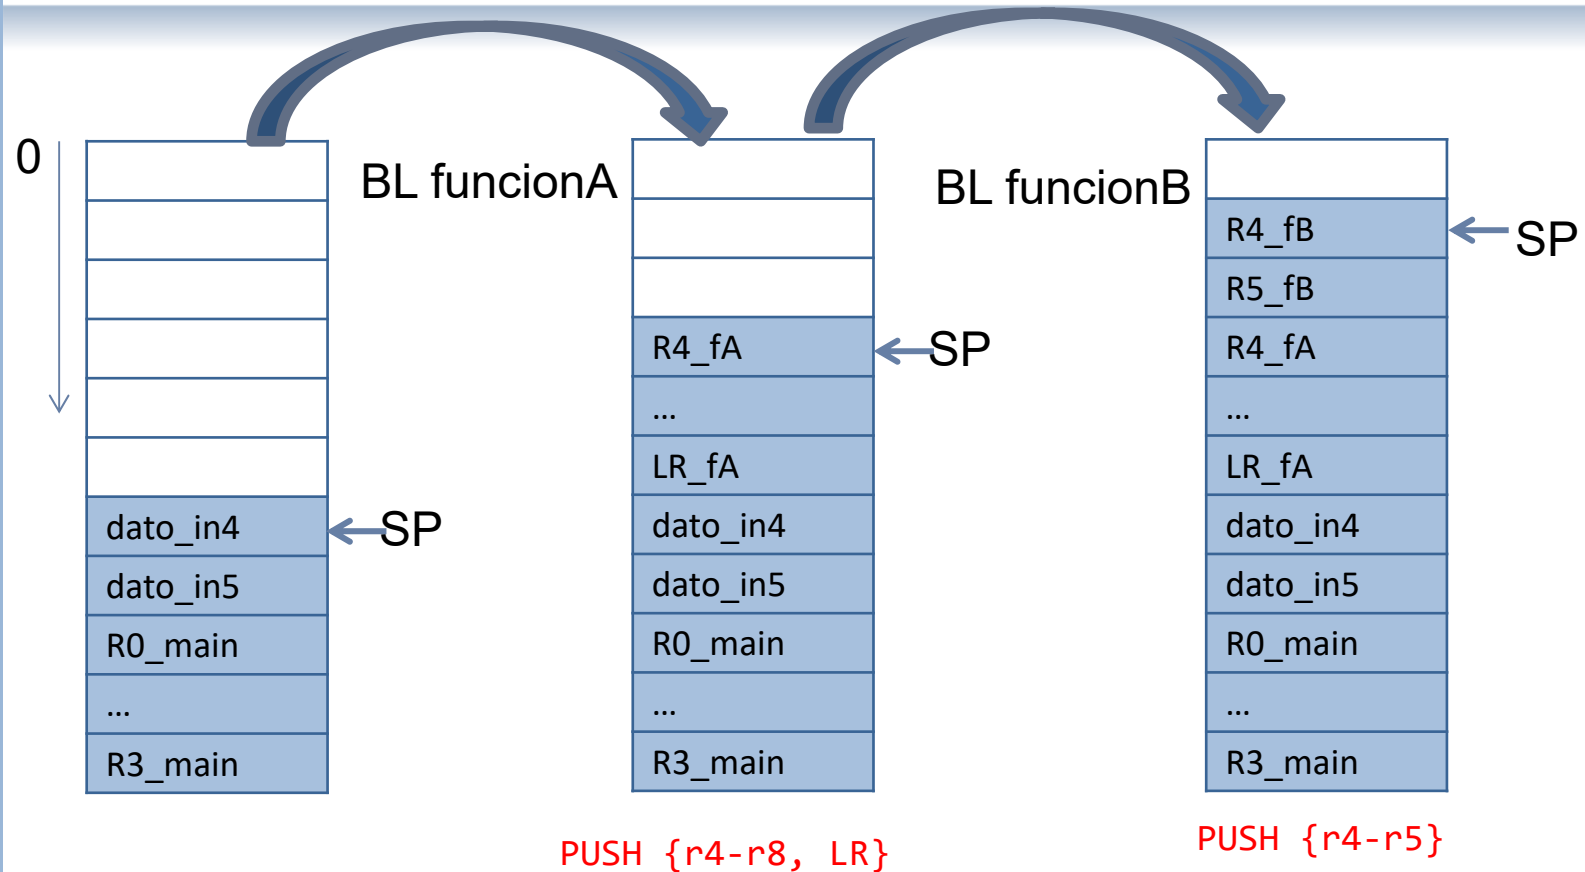 0
BL funcionA
BL funcionB
dato_in4
SP
dato_in5
R0_main
...
R3_main
R4_fA
SP
...
LR_fA
dato_in4
dato_in5
R0_main
...
R3_main
PUSH {r4-r8, LR}
R4_fB
SP
R5_fB
R4_fA
...
LR_fA
dato_in4
dato_in5
R0_main
...
R3_main
PUSH {r4-r5}